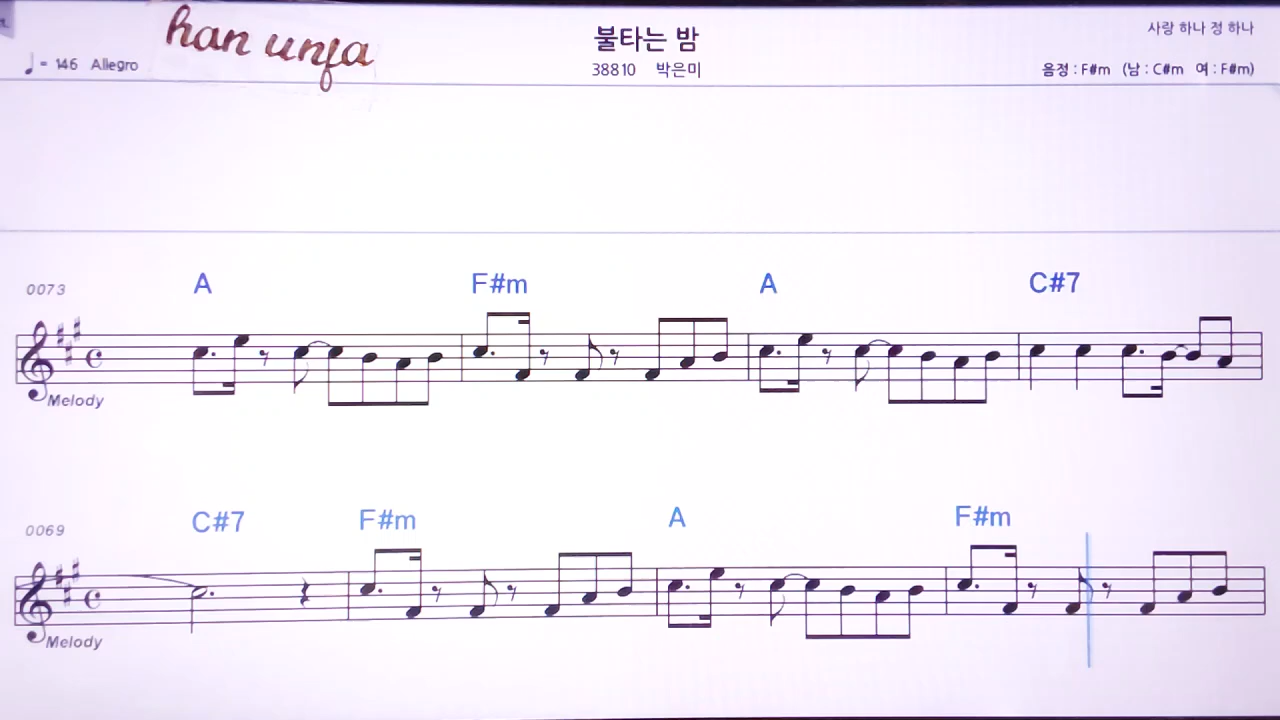 han unfa
불타는 밤
사랑 하나 정 하나
♩ = 146 Allegro
38810 박은미
음정 : F#m (남 : C#m 여 : F#m)
0073 A F#m A C#7
Melody
0069 C#7 F#m A F#m
Melody